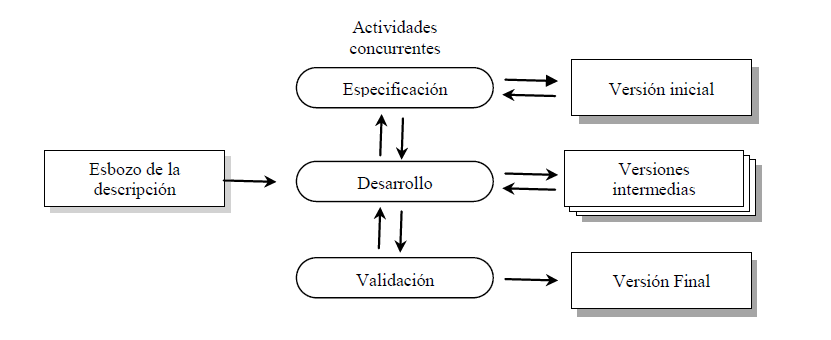 Actividades
concurrentes
Especificación
Versión inicial
Esbozo de la
descripción
Desarrollo
Versiones
intermedias
Validación
Versión Final